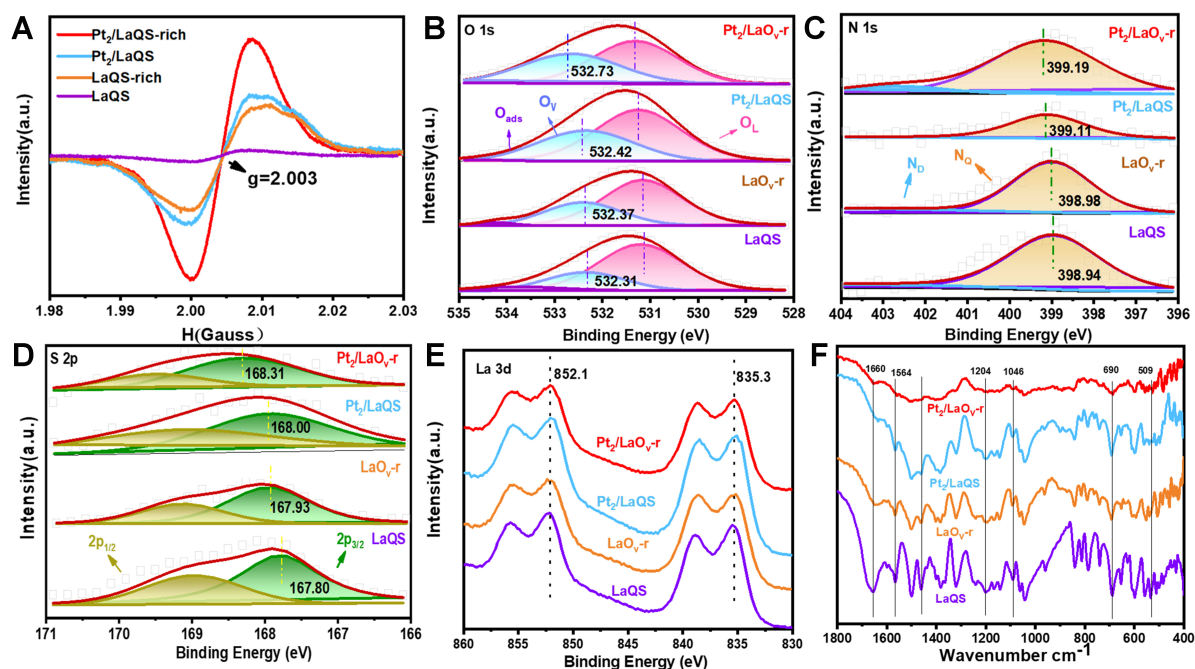 A
Pt2/LaQS-rich
Pt2/LaQS
LaQS-rich
LaQS
g=2.003
Intensity(a.u.)
1.98 1.99 2.00 2.01 2.02 2.03
H(Gauss)
B
O 1s
Pt2/LaOv-r
532.73
Pt2/LaQS
Oads
OV
OL
532.42
LaOv-r
532.37
LaQS
532.31
Intensity(a.u.)
535 534 533 532 531 530 529 528
Binding Energy (eV)
C
N 1s
Pt2/LaOv-r
399.19
Pt2/LaQS
399.11
LaOv-r
ND
NQ
398.98
LaQS
398.94
Intensity(a.u.)
404 403 402 401 400 399 398 397 396
Binding Energy (eV)
D
S 2p
Pt2/LaOv-r
168.31
Pt2/LaQS
168.00
LaOv-r
167.93
2p1/2
2p3/2
LaQS
167.80
Intensity(a.u.)
171 170 169 168 167 166
Binding Energy (eV)
E
La 3d
852.1
835.3
Pt2/LaOv-r
Pt2/LaQS
LaOv-r
LaQS
Intensity(a.u.)
860 855 850 845 840 835 830
Binding Energy (eV)
F
1660 1564 1204 1046 690 509
Pt2/LaOv-r
Pt2/LaQS
LaOv-r
LaQS
Intensity(a.u.)
1800 1600 1400 1200 1000 800 600 400
Wavenumber cm-1